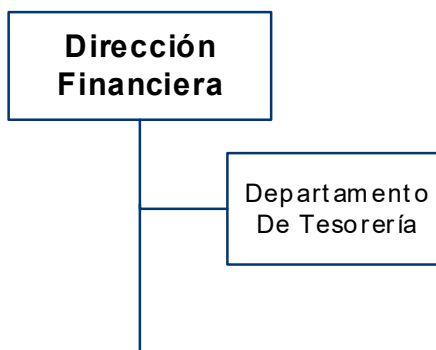 Dirección
Financiera
Departamento
De Tesorería